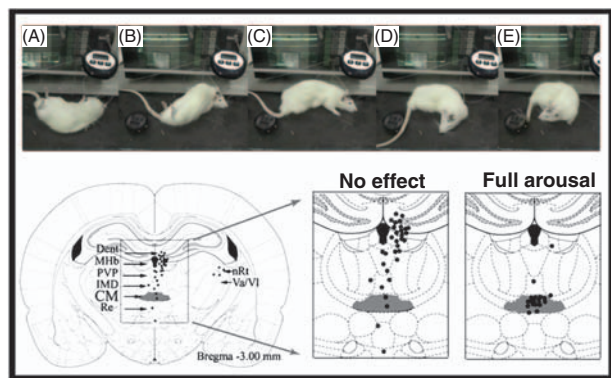 (A) (B) (C) (D) (E)
No effect
Full arousal
Dent
MHb
PVP
IMD
CM
Re
nRt
Va/Vl
Bregma -3.00 mm